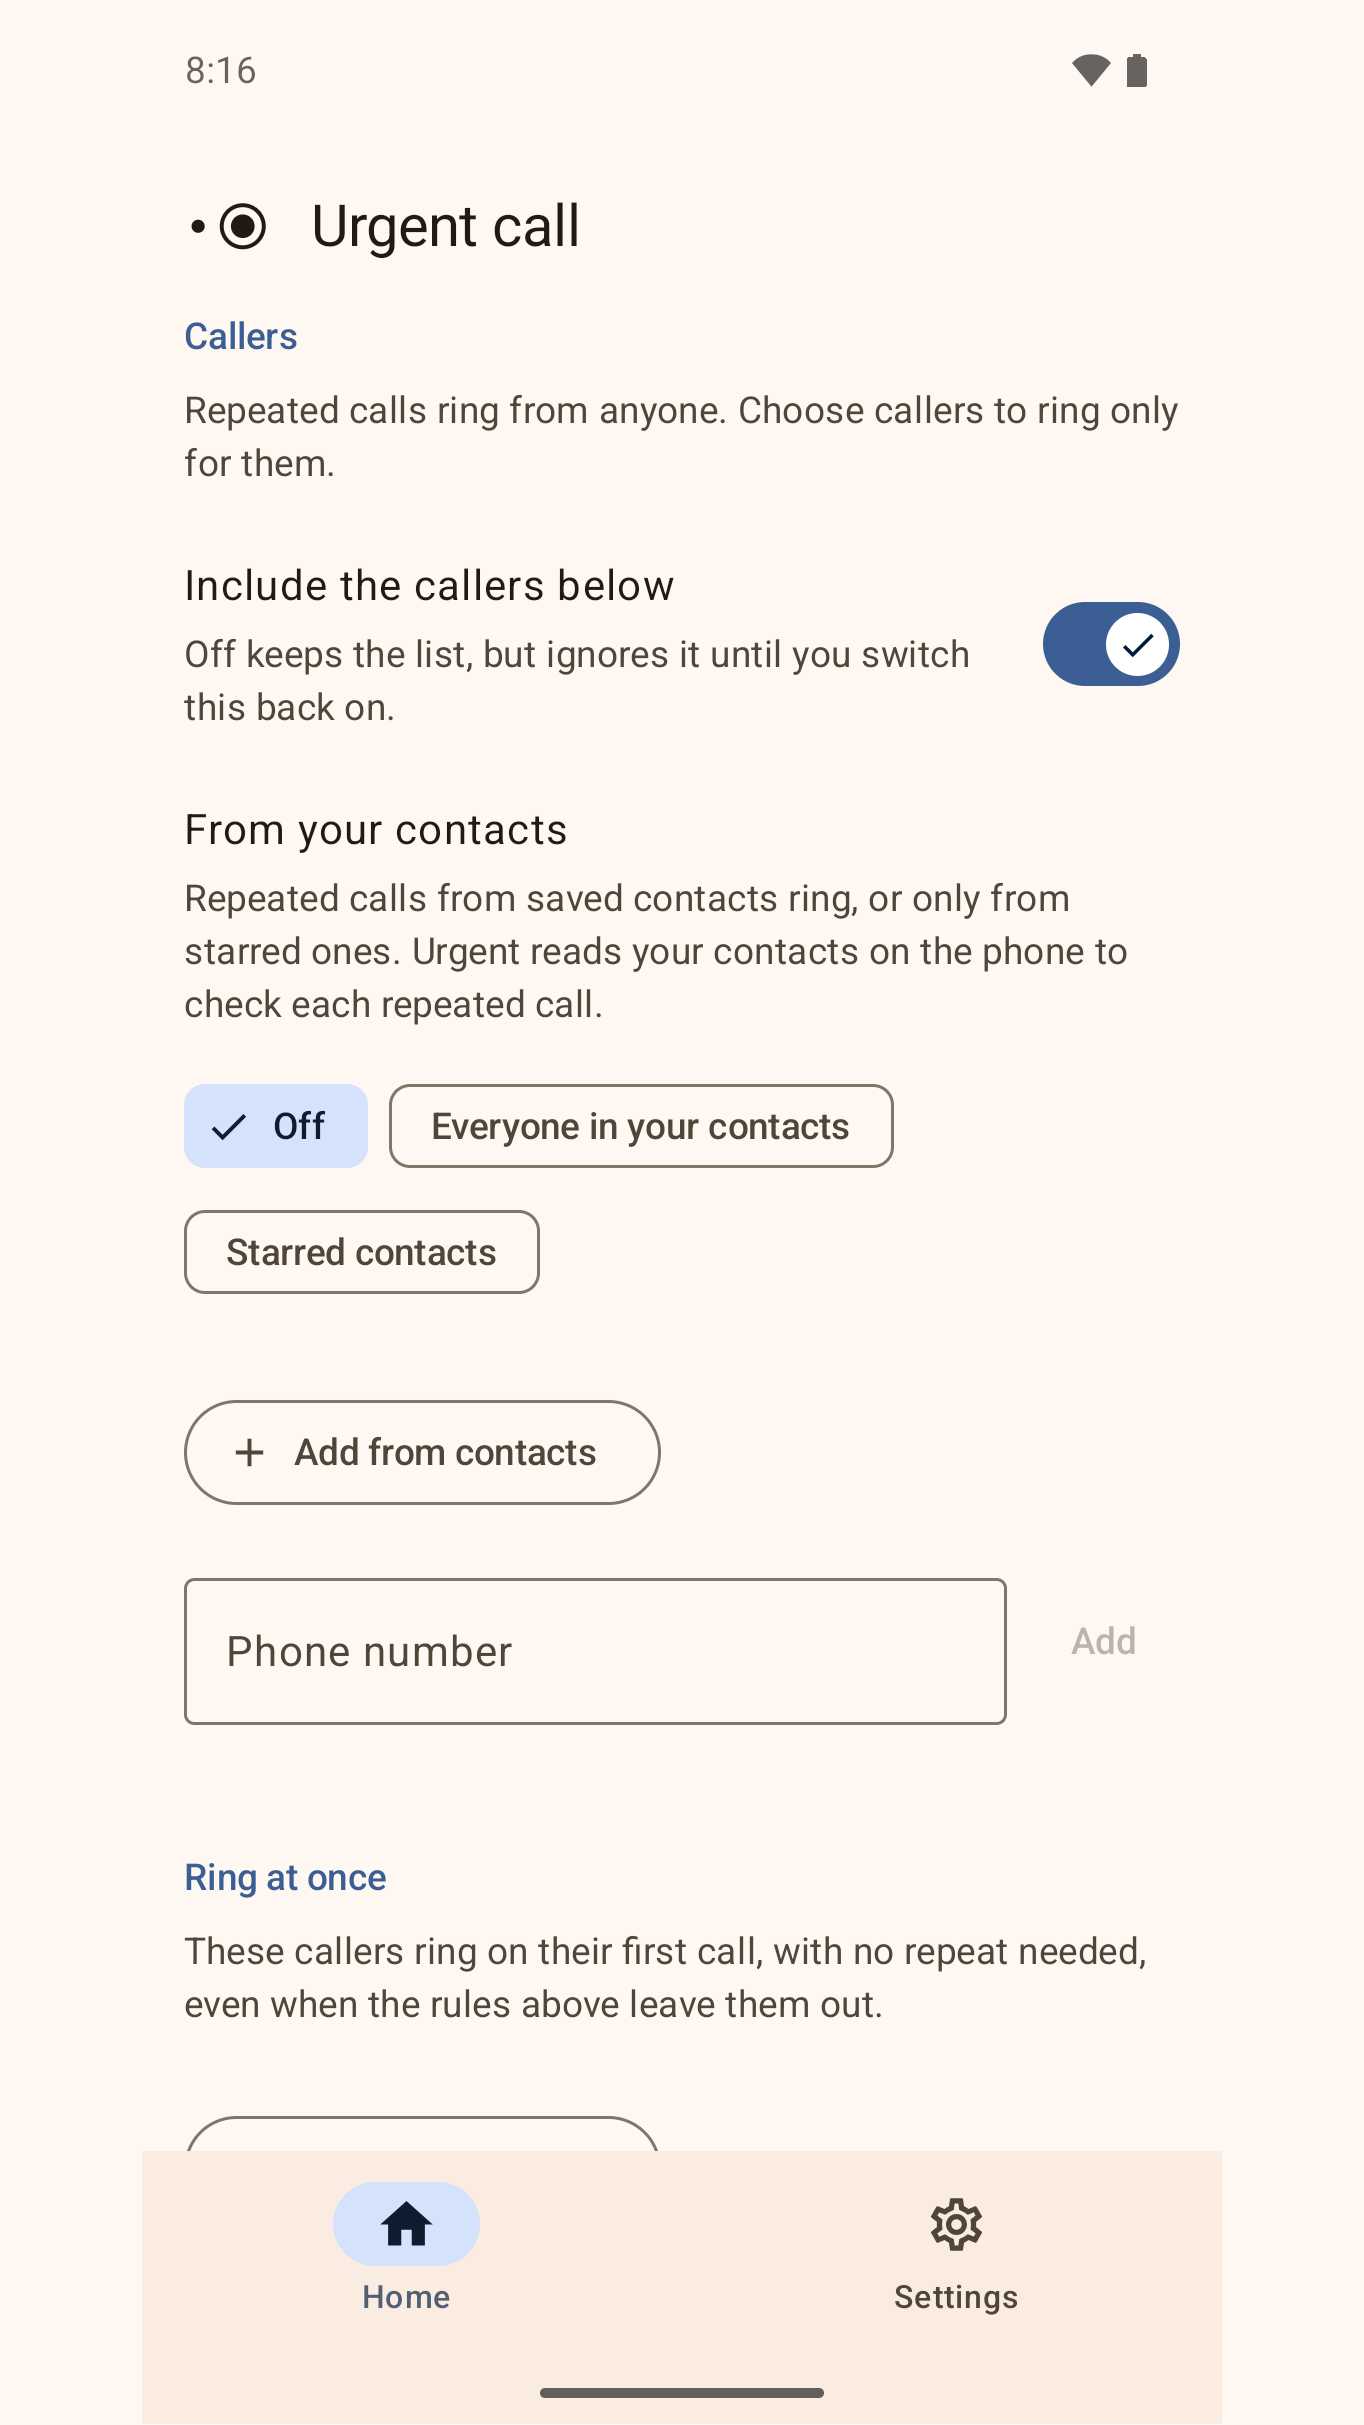 8:16
Urgent call
Callers
Repeated calls ring from anyone. Choose callers to ring only
for them.
Include the callers below
Off keeps the list, but ignores it until you switch
this back on.
From your contacts
Repeated calls from saved contacts ring, or only from
starred ones. Urgent reads your contacts on the phone to
check each repeated call.
Off
Everyone in your contacts
Starred contacts
Add from contacts
Phone number
Add
Ring at once
These callers ring on their first call, with no repeat needed,
even when the rules above leave them out.
Home
Settings